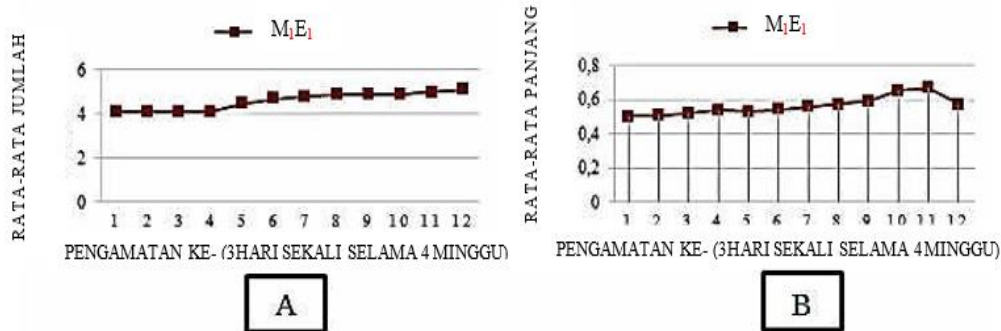 M₁E₁
RATA-RATA JUMLAH
6
4
2
0
1 2 3 4 5 6 7 8 9 10 11 12
PENGAMATAN KE- (3HARI SEKALI SELAMA 4 MINGGU)
A
M₁E₁
RATA-RATA PANJANG
0,8
0,6
0,4
0,2
0
1 2 3 4 5 6 7 8 9 10 11 12
PENGAMATAN KE- (3HARI SEKALI SELAMA 4 MINGGU)
B